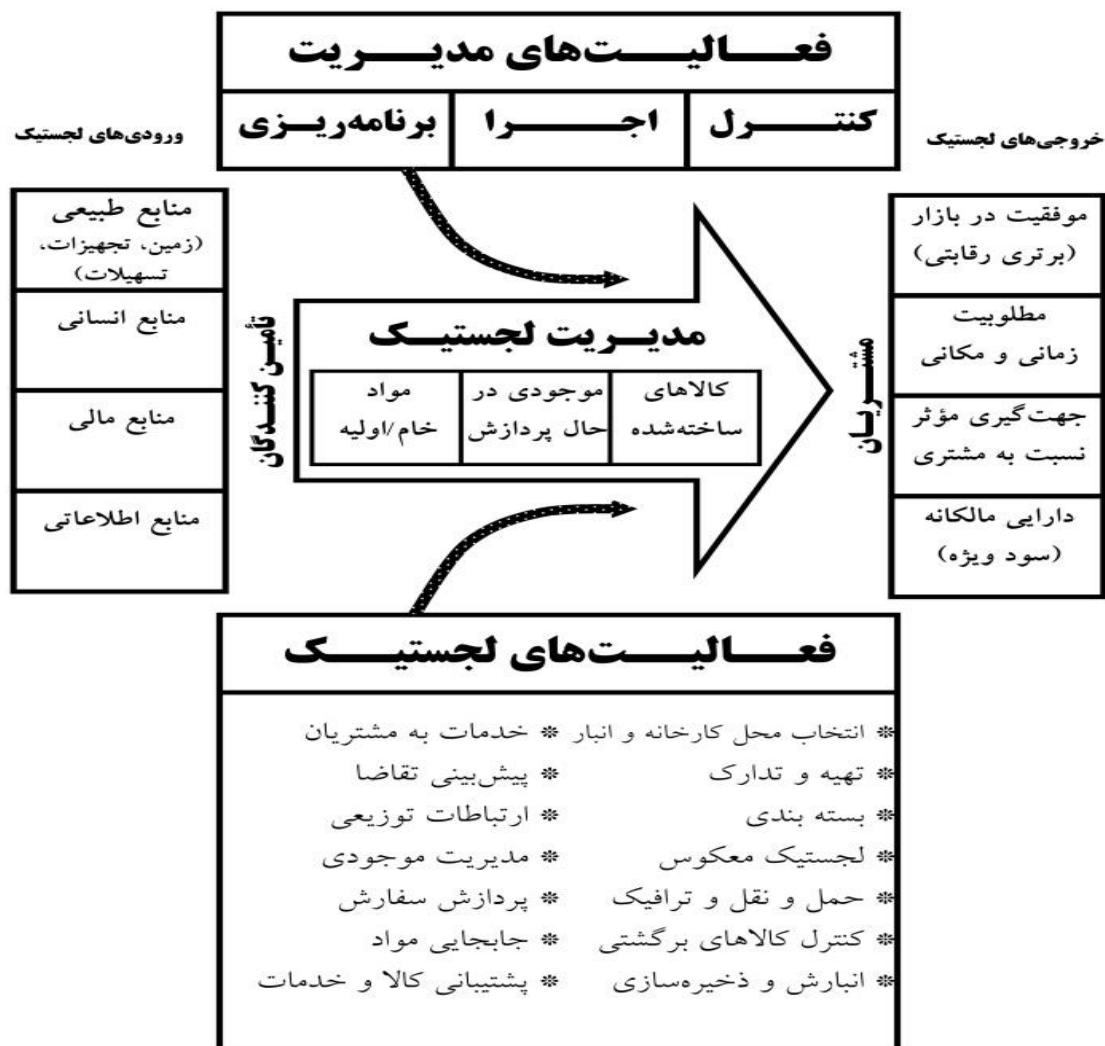 فعالیت‌های مدیریت
کنترل
اجرا
برنامه‌ریزی
خروجی‌های لجستیک
ورودی‌های لجستیک
موفقیت در بازار
(برتری رقابتی)
مطلوبیت
زمانی و مکانی
جهت‌گیری مؤثر
نسبت به مشتری
دارایی مالکانه
(سود ویژه)
مشتریان
مدیریت لجستیک
کالاهای
ساخته‌شده
موجودی در
حال پردازش
مواد
خام/اولیه
تأمین کنندگان
منابع طبیعی
(زمین، تجهیزات،
تسهیلات)
منابع انسانی
منابع مالی
منابع اطلاعاتی
فعالیت‌های لجستیک
❊ انتخاب محل کارخانه و انبار
❊ تهیه و تدارک
❊ بسته بندی
❊ لجستیک معکوس
❊ حمل و نقل و ترافیک
❊ کنترل کالاهای برگشتی
❊ انبارش و ذخیره‌سازی
❊ خدمات به مشتریان
❊ پیش‌بینی تقاضا
❊ ارتباطات توزیعی
❊ مدیریت موجودی
❊ پردازش سفارش
❊ جابجایی مواد
❊ پشتیبانی کالا و خدمات